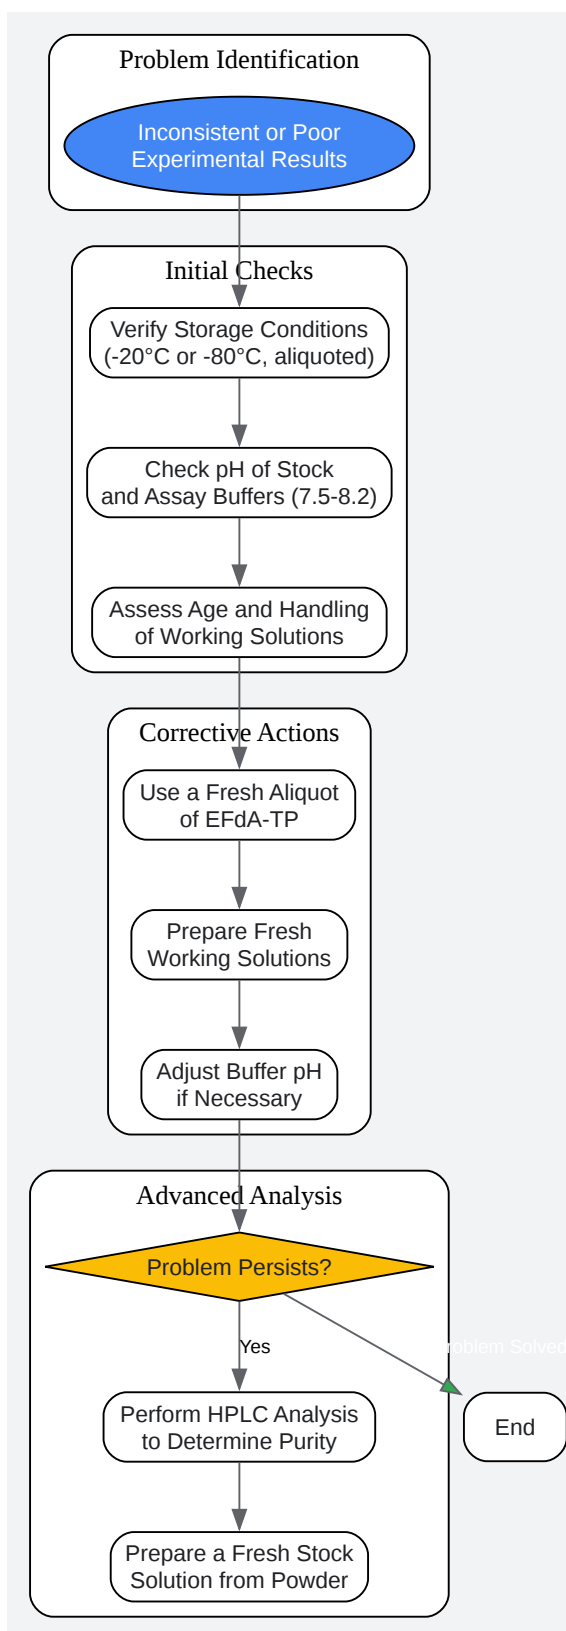 Problem Identification
Inconsistent or Poor
Experimental Results
Initial Checks
Verify Storage Conditions
(-20°C or -80°C, aliquoted)
Check pH of Stock
and Assay Buffers (7.5-8.2)
Assess Age and Handling
of Working Solutions
Corrective Actions
Use a Fresh Aliquot
of EFdA-TP
Prepare Fresh
Working Solutions
Adjust Buffer pH
if Necessary
Advanced Analysis
Problem Persists?
Yes
Solved
Perform HPLC Analysis
to Determine Purity
End
Prepare a Fresh Stock
Solution from Powder